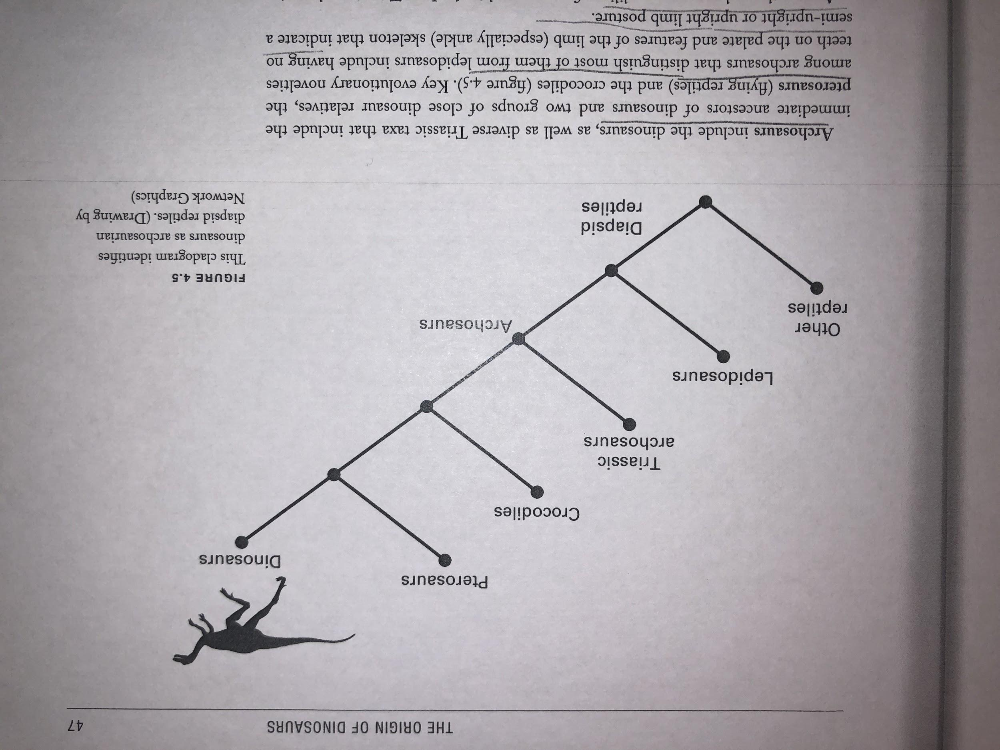 THE ORIGIN OF DINOSAURS
47
Dinosaurs
Pterosaurs
Crocodiles
Triassic
archosaurs
Lepidosaurs
Other
reptiles
Archosaurs
Diapsid
reptiles
FIGURE 4.5
This cladogram identifies
dinosaurs as archosaurian
diapsid reptiles. (Drawing by
Network Graphics)
Archosaurs include the dinosaurs, as well as diverse Triassic taxa that include the
immediate ancestors of dinosaurs and two groups of close dinosaur relatives, the
pterosaurs (flying reptiles) and the crocodiles (figure 4.5). Key evolutionary novelties
among archosaurs that distinguish most of them from lepidosaurs include having no
teeth on the palate and features of the limb (especially ankle) skeleton that indicate a
semi-upright or upright limb posture.